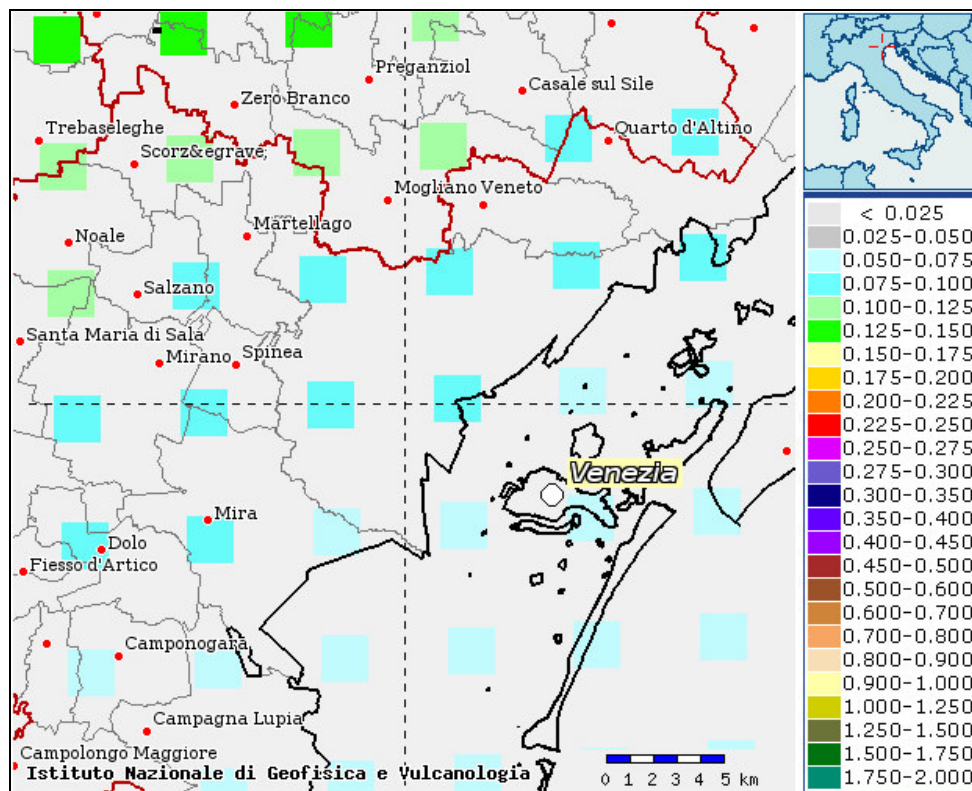 Preganziol
Casale sul Sile
Zero Branco
Trebaseleghe
Quarto d'Altino
Scorz&egrave;
Mogliano Veneto
Martellago
Noale
Salzano
Santa Maria di Sala
Mirano
Spinea
Venezia
Mira
Dolo
Fiesso d'Artico
Camponogara
Campagna Lupia
Campolongo Maggiore
Istituto Nazionale di Geofisica e Vulcanologia
0 1 2 3 4 5 km
< 0.025
0.025-0.050
0.050-0.075
0.075-0.100
0.100-0.125
0.125-0.150
0.150-0.175
0.175-0.200
0.200-0.225
0.225-0.250
0.250-0.275
0.275-0.300
0.300-0.350
0.350-0.400
0.400-0.450
0.450-0.500
0.500-0.600
0.600-0.700
0.700-0.800
0.800-0.900
0.900-1.000
1.000-1.250
1.250-1.500
1.500-1.750
1.750-2.000